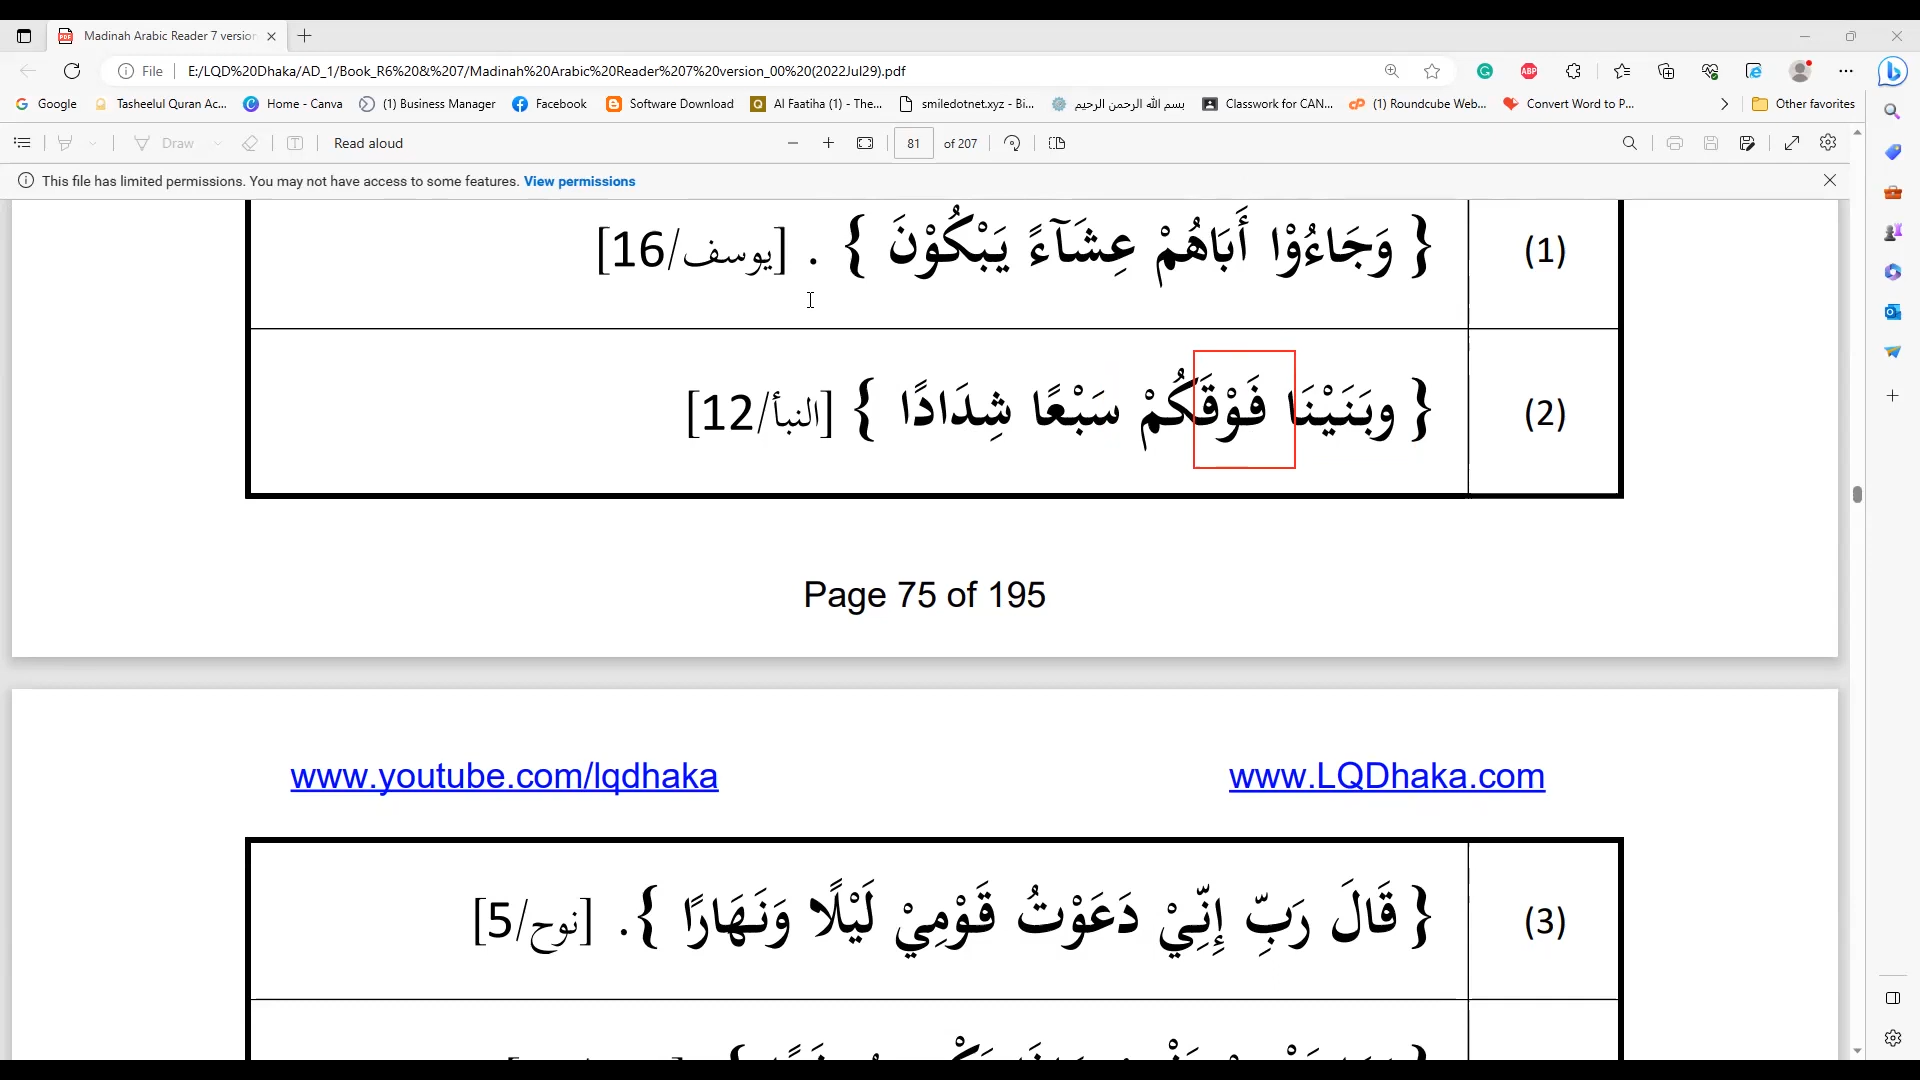 Madinah Arabic Reader 7 version
File
E:/LQD%20Dhaka/AD_1/Book_R6%20&%207/Madinah%20Arabic%20Reader%207%20version_00%20(2022Jul29).pdf
Google Tasheelul Quran Ac... Home - Canva (1) Business Manager Facebook Software Download Al Faatiha (1) - The... smiledotnet.xyz - Bi... بسم الله الرحمن الرحيم Classwork for CAN... (1) Roundcube Web... Convert Word to P... Other favorites
Draw Read aloud 81 of 207
This file has limited permissions. You may not have access to some features. View permissions
(1) { وَجَاءُوْا أَبَاهُمْ عِشَآءً يَبْكُوْنَ } . [يوسف/16]
(2) { وبَنَيْنَا فَوْقَكُمْ سَبْعًا شِدَادًا } [النبأ/12]
Page 75 of 195
www.youtube.com/lqdhaka www.LQDhaka.com
(3) { قَالَ رَبِّ إِنِّيْ دَعَوْتُ قَوْمِيْ لَيْلًا وَنَهَارًا }. [نوح/5]